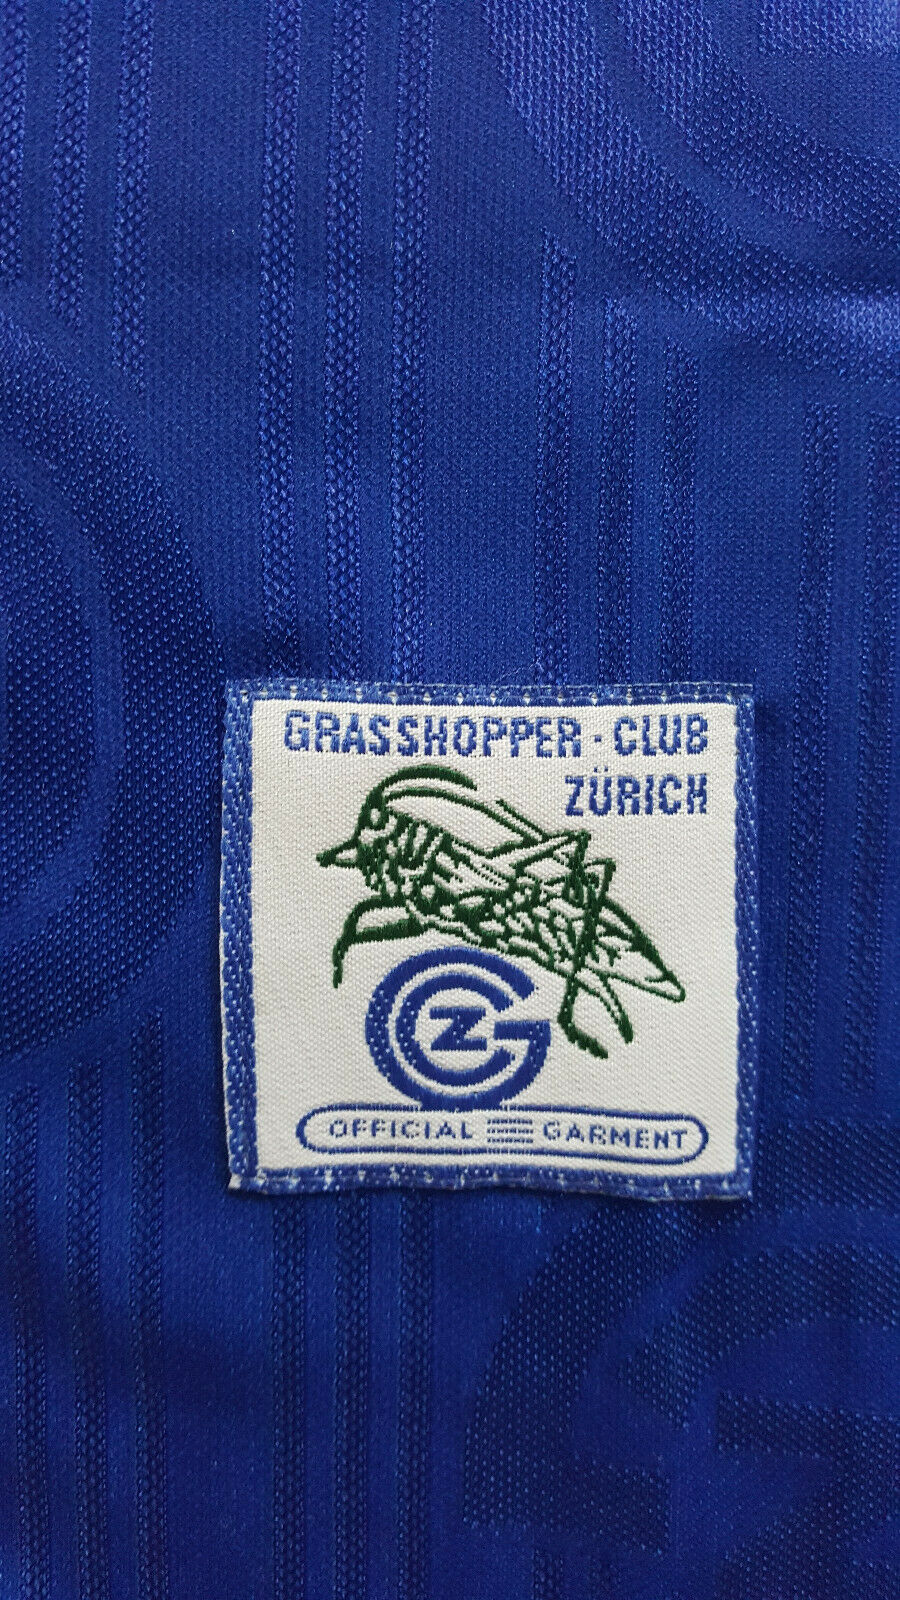 GRASSHOPPER · CLUB
ZÜRICH
GCZ
OFFICIAL GARMENT